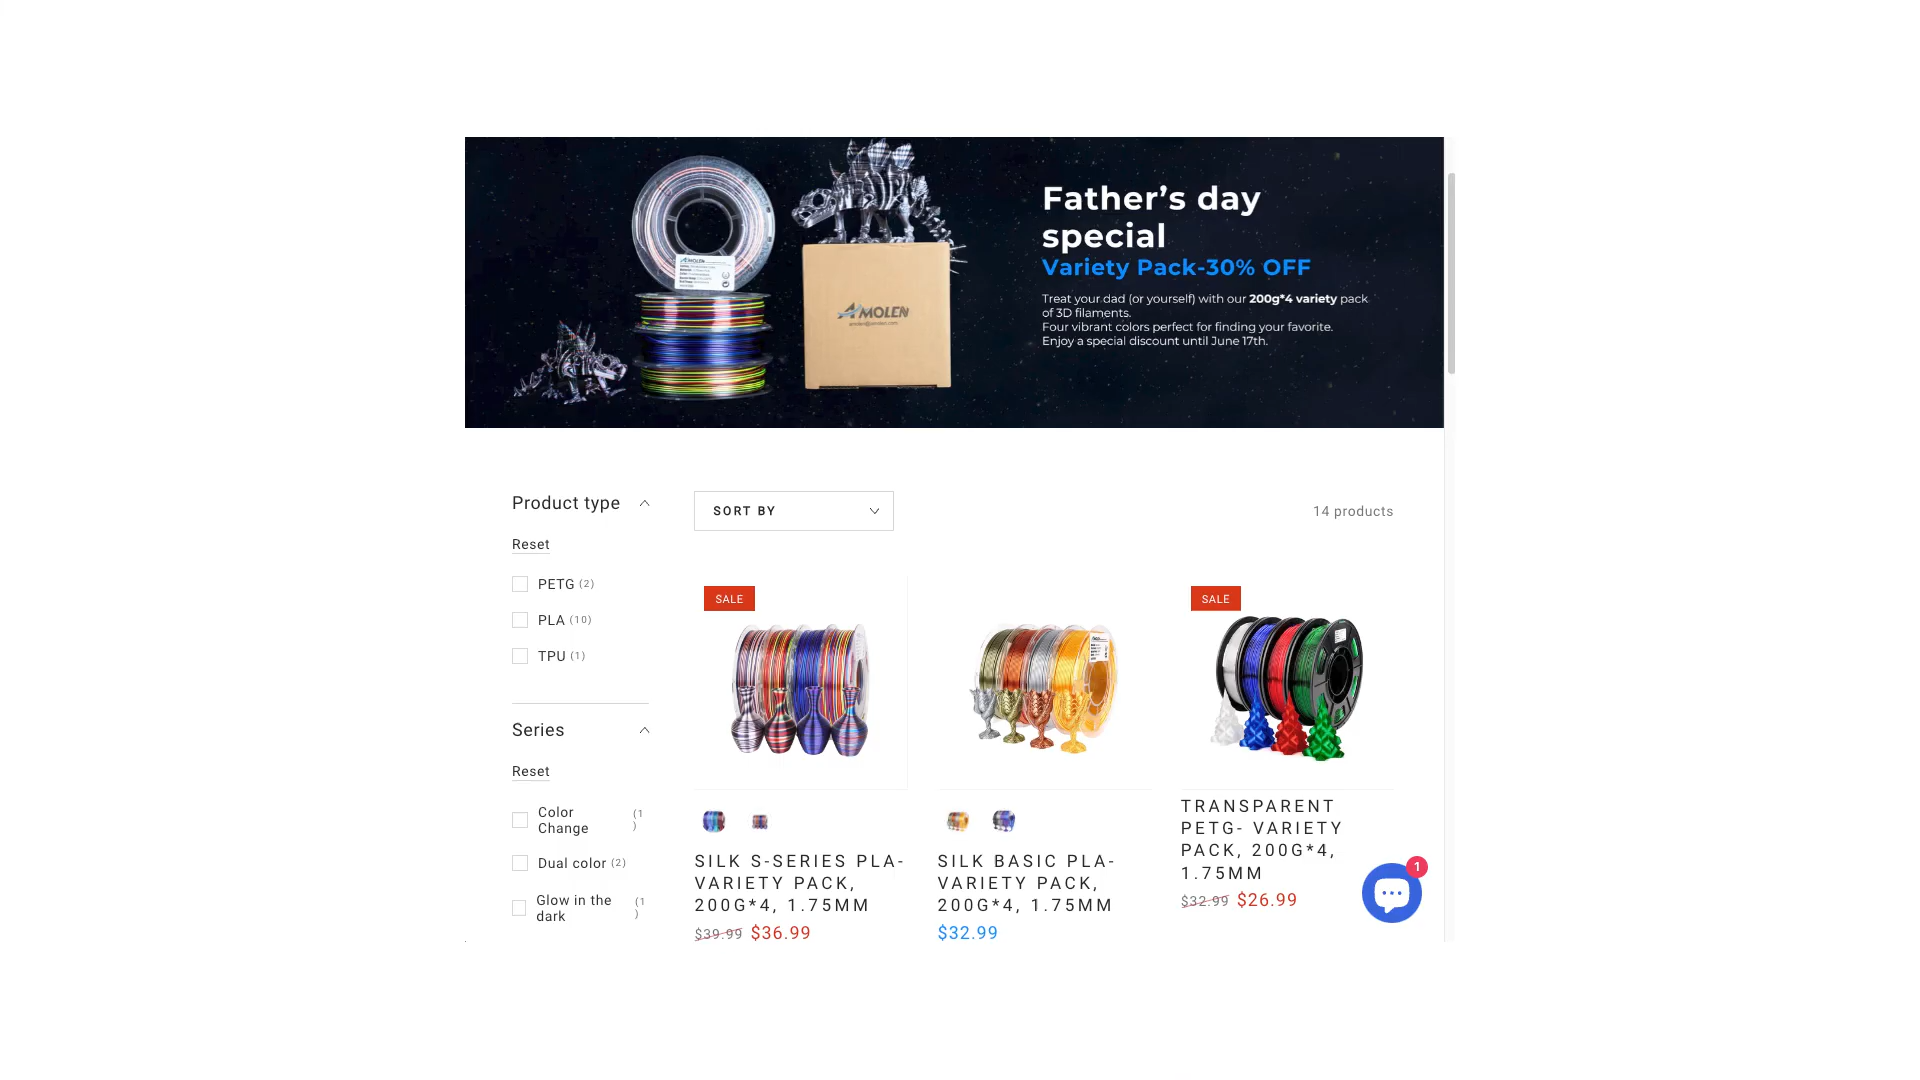 Father's day
special
Variety Pack-30% OFF
Treat your dad (or yourself) with our 200g*4 variety pack
of 3D filaments.
Four vibrant colors perfect for finding your favorite.
Enjoy a special discount until June 17th.
AMOLEN
AMOLEN
amolen@amolen.com
Product type
Reset
PETG (2)
PLA (10)
TPU (1)
Series
Reset
Color Change (1)
Dual color (2)
Glow in the dark (1)
SORT BY
14 products
SALE
SILK S-SERIES PLA-
VARIETY PACK,
200G*4, 1.75MM
$39.99 $36.99
SILK BASIC PLA-
VARIETY PACK,
200G*4, 1.75MM
$32.99
SALE
TRANSPARENT
PETG- VARIETY
PACK, 200G*4,
1.75MM
$32.99 $26.99
1